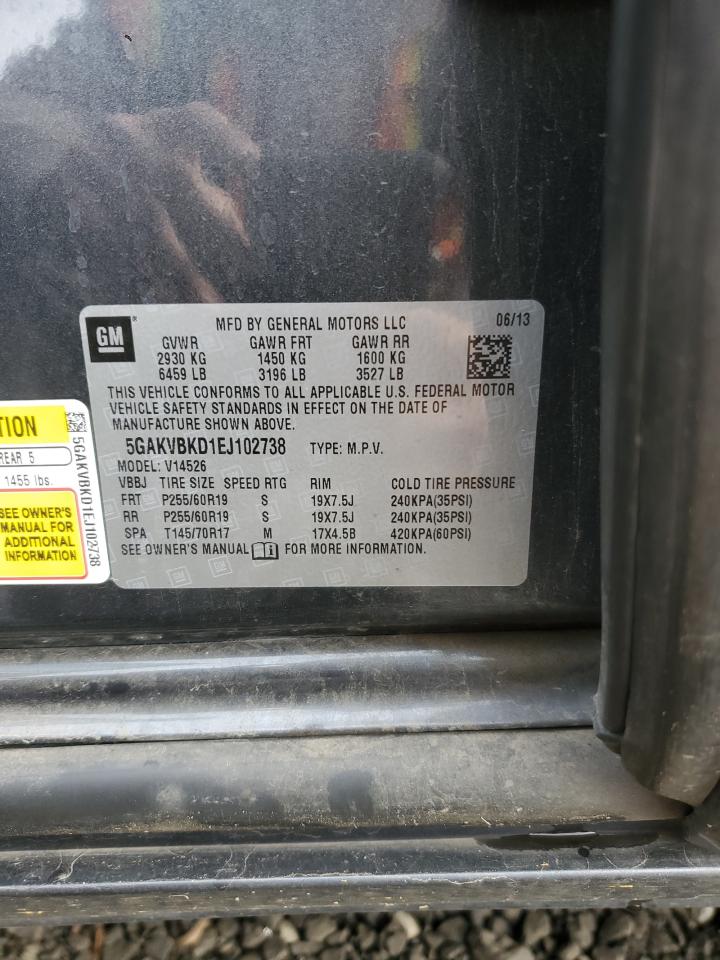 GM
MFD BY GENERAL MOTORS LLC 06/13
GVWR GAWR FRT GAWR RR
2930 KG 1450 KG 1600 KG
6459 LB 3196 LB 3527 LB
THIS VEHICLE CONFORMS TO ALL APPLICABLE U.S. FEDERAL MOTOR
VEHICLE SAFETY STANDARDS IN EFFECT ON THE DATE OF
MANUFACTURE SHOWN ABOVE.
5GAKVBKD1EJ102738 TYPE: M.P.V.
MODEL: V14526
VBBJ TIRE SIZE SPEED RTG RIM COLD TIRE PRESSURE
FRT P255/60R19 S 19X7.5J 240KPA(35PSI)
RR P255/60R19 S 19X7.5J 240KPA(35PSI)
SPA T145/70R17 M 17X4.5B 420KPA(60PSI)
SEE OWNER'S MANUAL i FOR MORE INFORMATION.
TION
REAR 5
1455 lbs.
SEE OWNER'S
MANUAL FOR
ADDITIONAL
INFORMATION
5GAKVBKD1EJ102738